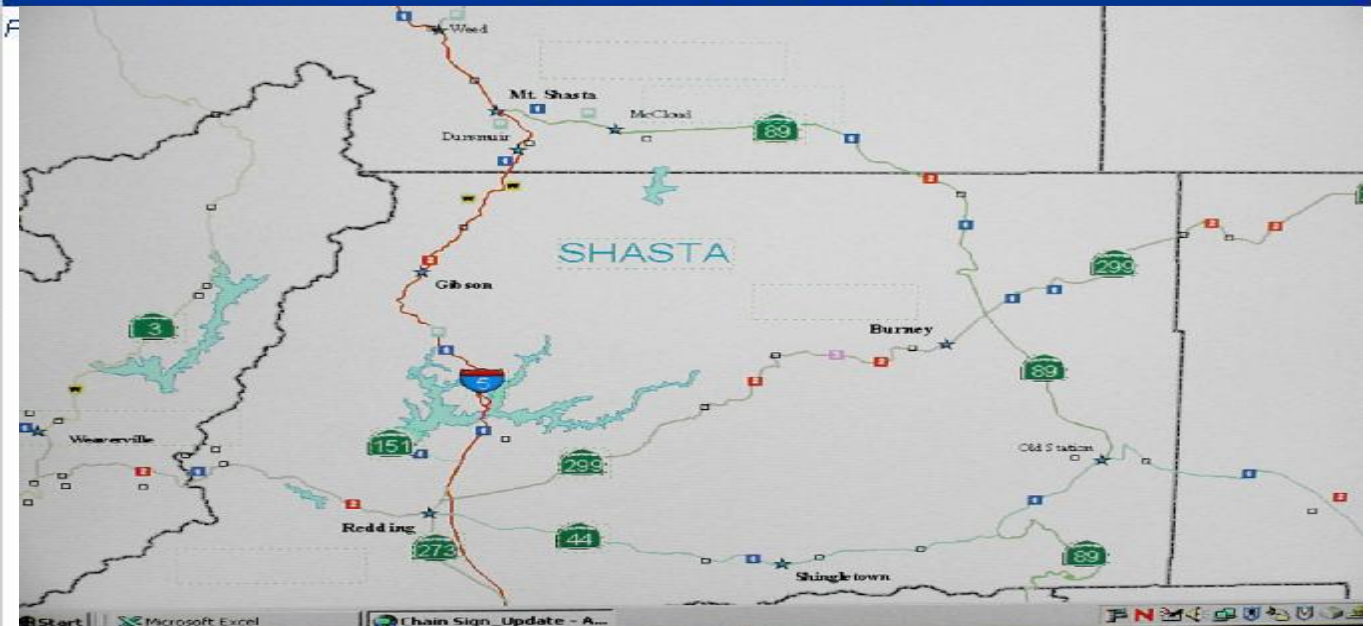 Weed
Mt. Shasta
McCloud
Dunsmuir
89
SHASTA
299
Gibson
3
Burney
5
89
Weaverville
151
299
Old Station
Redding
273
44
89
Shingletown
Start
Microsoft Excel
Chain Sign_Update - A...